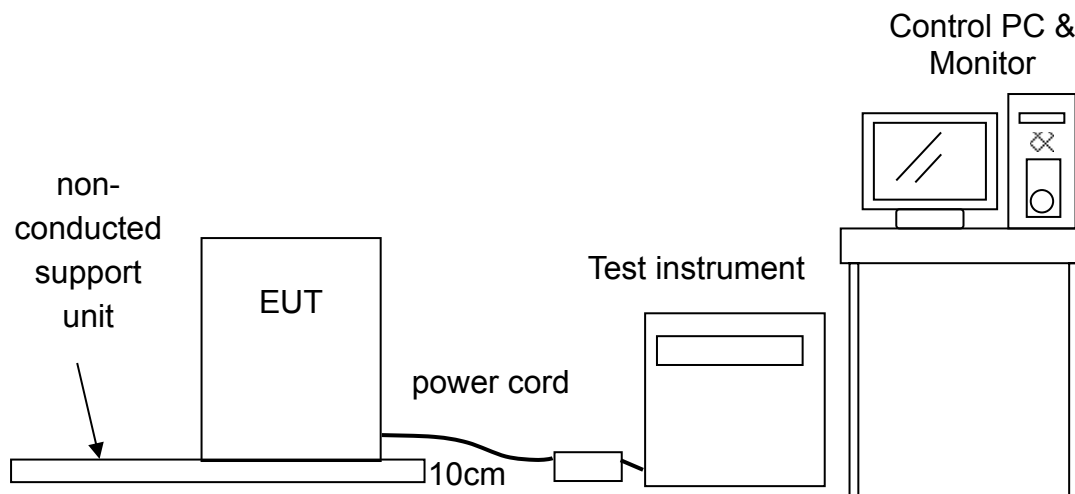 Control PC &
Monitor
non-
conducted
support
unit
EUT
Test instrument
power cord
10cm